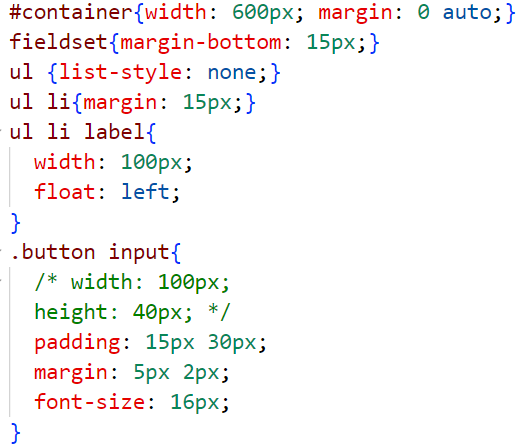 #container{width: 600px; margin: 0 auto;}
fieldset{margin-bottom: 15px;}
ul {list-style: none;}
ul li{margin: 15px;}
ul li label{
width: 100px;
float: left;
}
.button input{
/* width: 100px;
height: 40px; */
padding: 15px 30px;
margin: 5px 2px;
font-size: 16px;
}